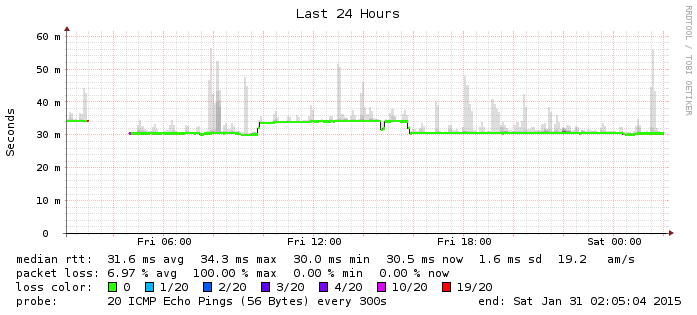 Last 24 Hours
RRDTOOL / TOBI OETIKER
Seconds
60 m
50 m
40 m
30 m
20 m
10 m
0
Fri 06:00 Fri 12:00 Fri 18:00 Sat 00:00
median rtt: 31.6 ms avg 34.3 ms max 30.0 ms min 30.5 ms now 1.6 ms sd 19.2 am/s
packet loss: 6.97 % avg 100.00 % max 0.00 % min 0.00 % now
loss color: 0 1/20 2/20 3/20 4/20 10/20 19/20
probe: 20 ICMP Echo Pings (56 Bytes) every 300s end: Sat Jan 31 02:05:04 2015